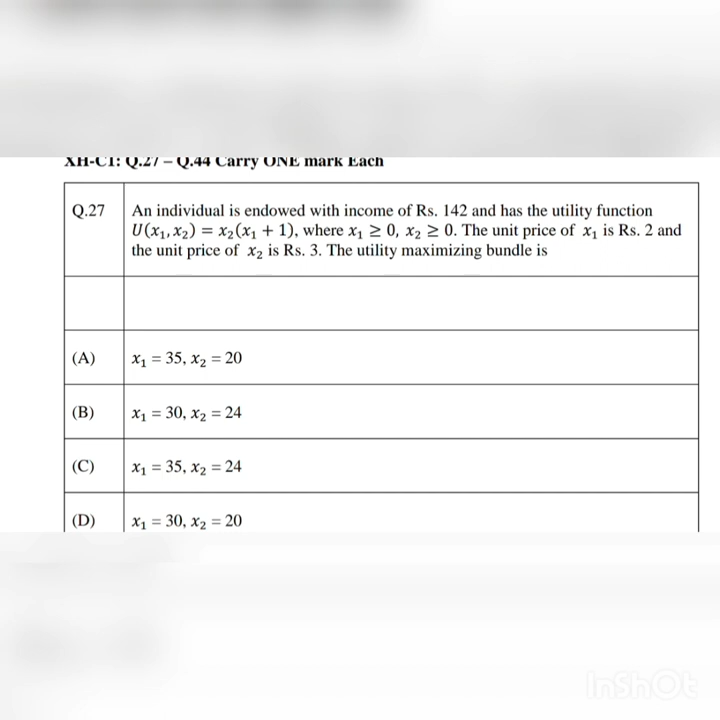 XH-C1: Q.27 – Q.44 Carry ONE mark Each
Q.27 An individual is endowed with income of Rs. 142 and has the utility function
U(x₁, x₂) = x₂(x₁ + 1), where x₁ ≥ 0, x₂ ≥ 0. The unit price of x₁ is Rs. 2 and
the unit price of x₂ is Rs. 3. The utility maximizing bundle is
(A) x₁ = 35, x₂ = 20
(B) x₁ = 30, x₂ = 24
(C) x₁ = 35, x₂ = 24
(D) x₁ = 30, x₂ = 20
InShOt